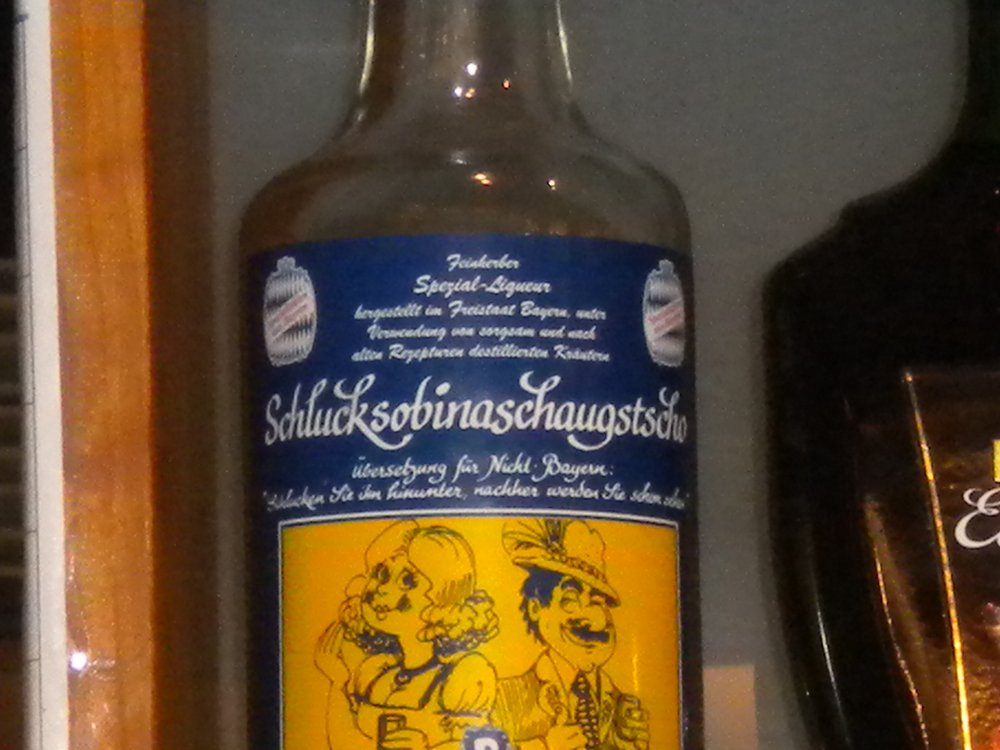 Feinherber
Spezial-Liqueur
hergestellt im Freistaat Bayern, unter
Verwendung von sorgsam und nach
alten Rezepturen destillierten Kräutern
Schlucksobinaschaugstscho
Übersetzung für Nicht-Bayern:
"Schlucken Sie ihn hinunter, nachher werden Sie schon sehen"